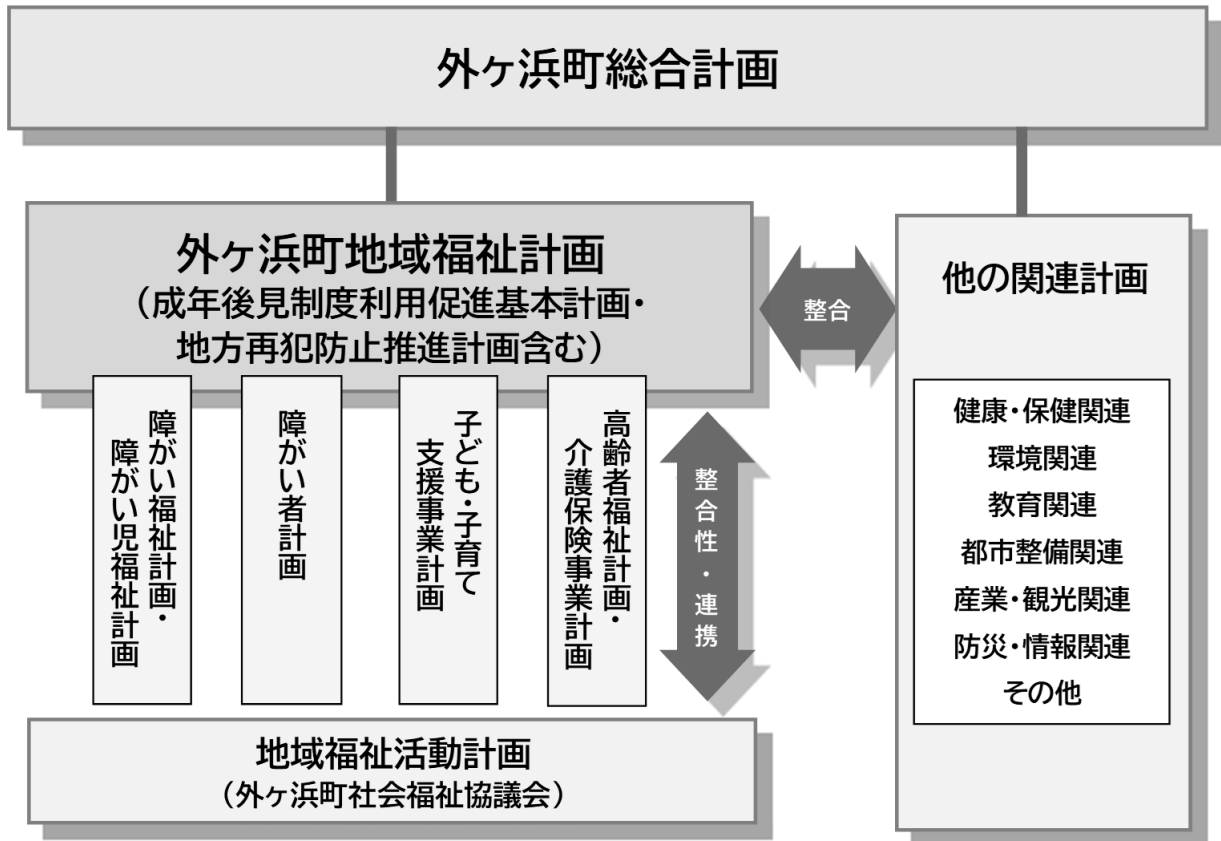 外ヶ浜町総合計画
外ヶ浜町地域福祉計画
（成年後見制度利用促進基本計画・
地方再犯防止推進計画含む）
整合
他の関連計画
健康・保健関連
環境関連
教育関連
都市整備関連
産業・観光関連
防災・情報関連
その他
障がい福祉計画・
障がい児福祉計画
障がい者計画
子ども・子育て
支援事業計画
高齢者福祉計画・
介護保険事業計画
整合性・連携
地域福祉活動計画
（外ヶ浜町社会福祉協議会）